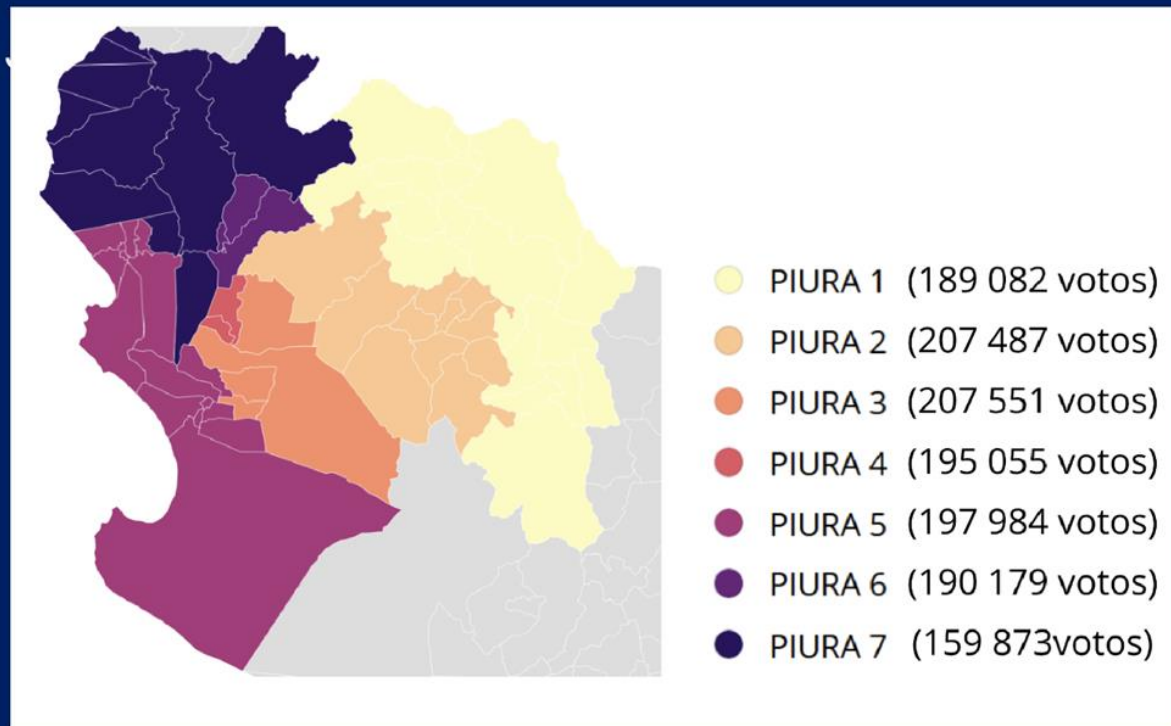 PIURA 1 (189 082 votos)
PIURA 2 (207 487 votos)
PIURA 3 (207 551 votos)
PIURA 4 (195 055 votos)
PIURA 5 (197 984 votos)
PIURA 6 (190 179 votos)
PIURA 7 (159 873votos)